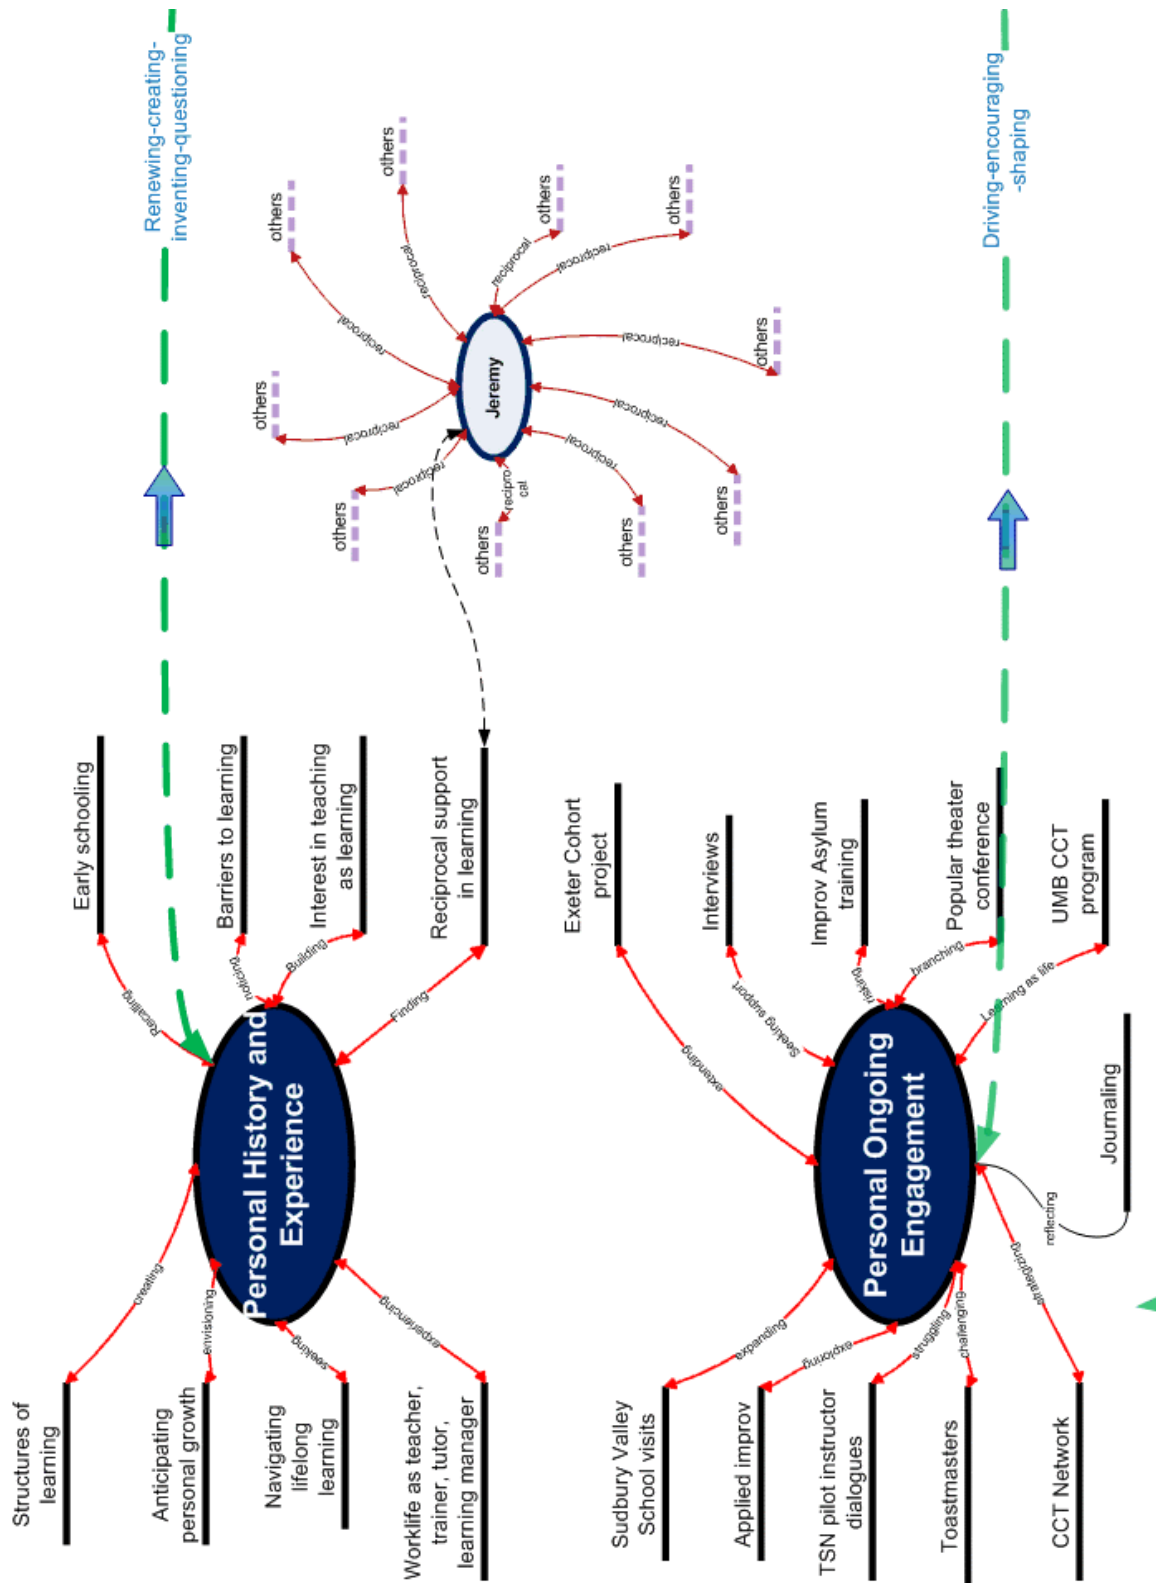 Structures of
learning
Anticipating
personal growth
Navigating
lifelong
learning
Worklife as teacher,
trainer, tutor,
learning manager
creating
envisioning
seeking
experiencing
Personal History and
Experience
Recalling
noticing
Building
Finding
Early schooling
Barriers to learning
Interest in teaching
as learning
Reciprocal support
in learning
Renewing-creating-
inventing-questioning
others
others
others
others
others
others
others
others
others
others
reciprocal
reciprocal
reciprocal
reciprocal
reciprocal
reciprocal
reciprocal
reciprocal
reciprocal
recipro
cal
Jeremy
Sudbury Valley
School visits
Applied improv
TSN pilot instructor
dialogues
Toastmasters
CCT Network
expanding
exploring
struggling
challenging
strategizing
reflecting
Journaling
Personal Ongoing
Engagement
extending
Seeking support
risking
branching
Learning as life
Exeter Cohort
project
Interviews
Improv Asylum
training
Popular theater
conference
UMB CCT
program
Driving-encouraging
-shaping